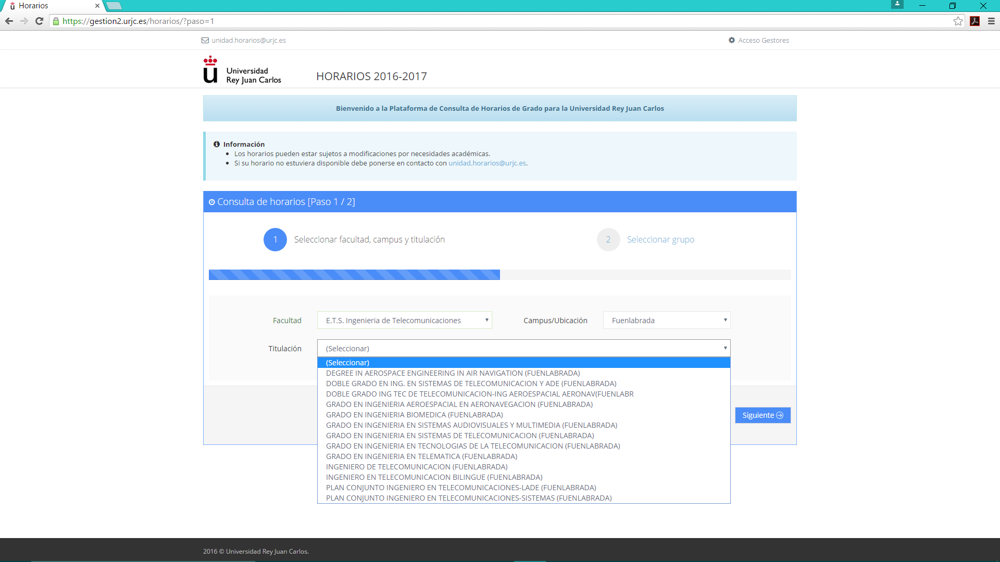 Horarios
https://gestion2.urjc.es/horarios/?paso=1
unidad.horarios@urjc.es
Acceso Gestores
u Universidad
Rey Juan Carlos
HORARIOS 2016-2017
Bienvenido a la Plataforma de Consulta de Horarios de Grado para la Universidad Rey Juan Carlos
Información
Los horarios pueden estar sujetos a modificaciones por necesidades académicas.
Si su horario no estuviera disponible debe ponerse en contacto con unidad.horarios@urjc.es.
Consulta de horarios [Paso 1 / 2]
1 Seleccionar facultad, campus y titulación
2 Seleccionar grupo
Facultad E.T.S. Ingenieria de Telecomunicaciones
Campus/Ubicación Fuenlabrada
Titulación (Seleccionar)
(Seleccionar)
DEGREE IN AEROSPACE ENGINEERING IN AIR NAVIGATION (FUENLABRADA)
DOBLE GRADO EN ING. EN SISTEMAS DE TELECOMUNICACION Y ADE (FUENLABRADA)
DOBLE GRADO ING TEC DE TELECOMUNICACION-ING AEROESPACIAL AERONAV(FUENLABR
GRADO EN INGENIERIA AEROESPACIAL EN AERONAVEGACION (FUENLABRADA)
GRADO EN INGENIERIA BIOMEDICA (FUENLABRADA)
GRADO EN INGENIERIA EN SISTEMAS AUDIOVISUALES Y MULTIMEDIA (FUENLABRADA)
GRADO EN INGENIERIA EN SISTEMAS DE TELECOMUNICACION (FUENLABRADA)
GRADO EN INGENIERIA EN TECNOLOGIAS DE LA TELECOMUNICACION (FUENLABRADA)
GRADO EN INGENIERIA EN TELEMATICA (FUENLABRADA)
INGENIERO DE TELECOMUNICACION (FUENLABRADA)
INGENIERO EN TELECOMUNICACION BILINGUE (FUENLABRADA)
PLAN CONJUNTO INGENIERO EN TELECOMUNICACIONES-LADE (FUENLABRADA)
PLAN CONJUNTO INGENIERO EN TELECOMUNICACIONES-SISTEMAS (FUENLABRADA)
Siguiente
2016 © Universidad Rey Juan Carlos.